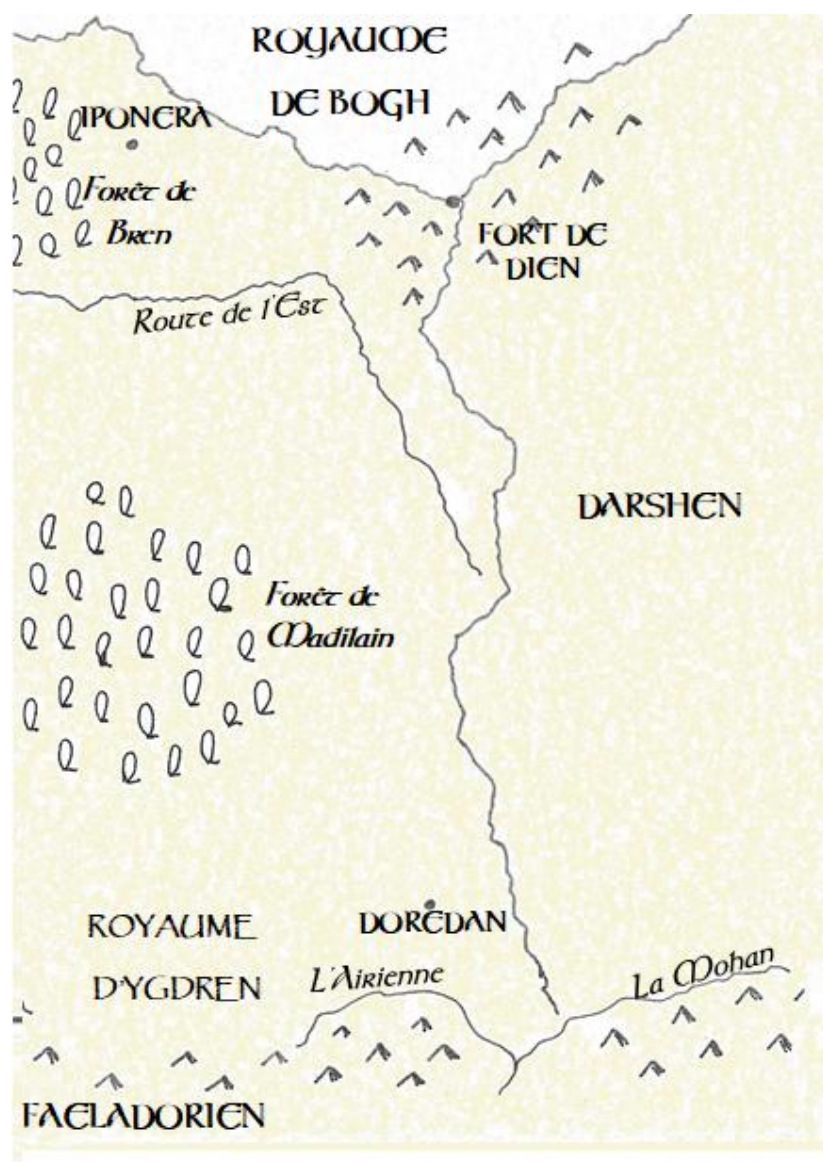 ROYAUME
DE BOGH
IPONERA
Forêt de
Bren
FORT DE
DIEN
Route de l'Est
DARSHEN
Forêt de
Madilain
ROYAUME
D'YGDREN
DOREDAN
L'Airienne
La Mohan
FAELADORIEN